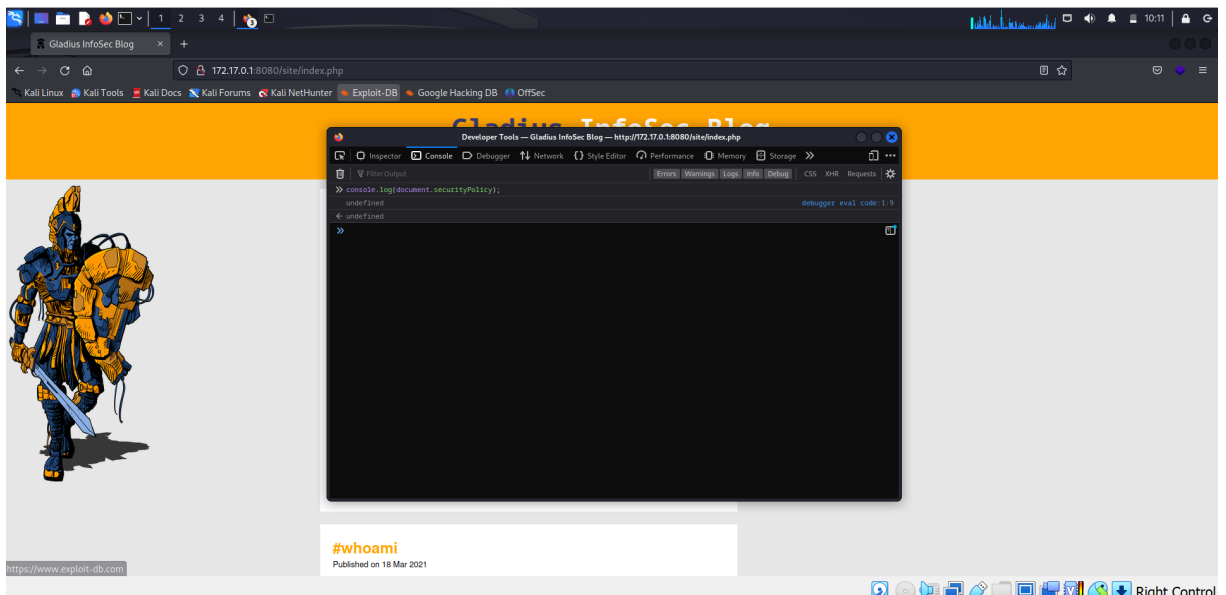 1 2 3 4
3
10:11
Gladius InfoSec Blog × +
172.17.0.1:8080/site/index.php
Kali Linux Kali Tools Kali Docs Kali Forums Kali NetHunter Exploit-DB Google Hacking DB OffSec
Gladius InfoSec Blog
Developer Tools — Gladius InfoSec Blog — http://172.17.0.1:8080/site/index.php
Inspector Console Debugger Network Style Editor Performance Memory Storage
Filter Output Errors Warnings Logs Info Debug CSS XHR Requests
» console.log(document.securityPolicy);
undefined debugger eval code:1:9
← undefined
»
#whoami
Published on 18 Mar 2021
https://www.exploit-db.com
Right Control